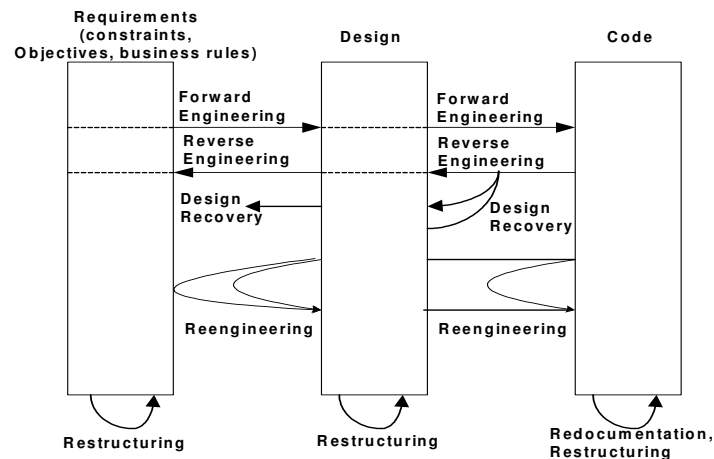 Requirements
(constraints,
Objectives, business rules)
Design
Code
Forward
Engineering
Forward
Engineering
Reverse
Engineering
Reverse
Engineering
Design
Recovery
Design
Recovery
Reengineering
Reengineering
Restructuring
Restructuring
Redocumentation,
Restructuring